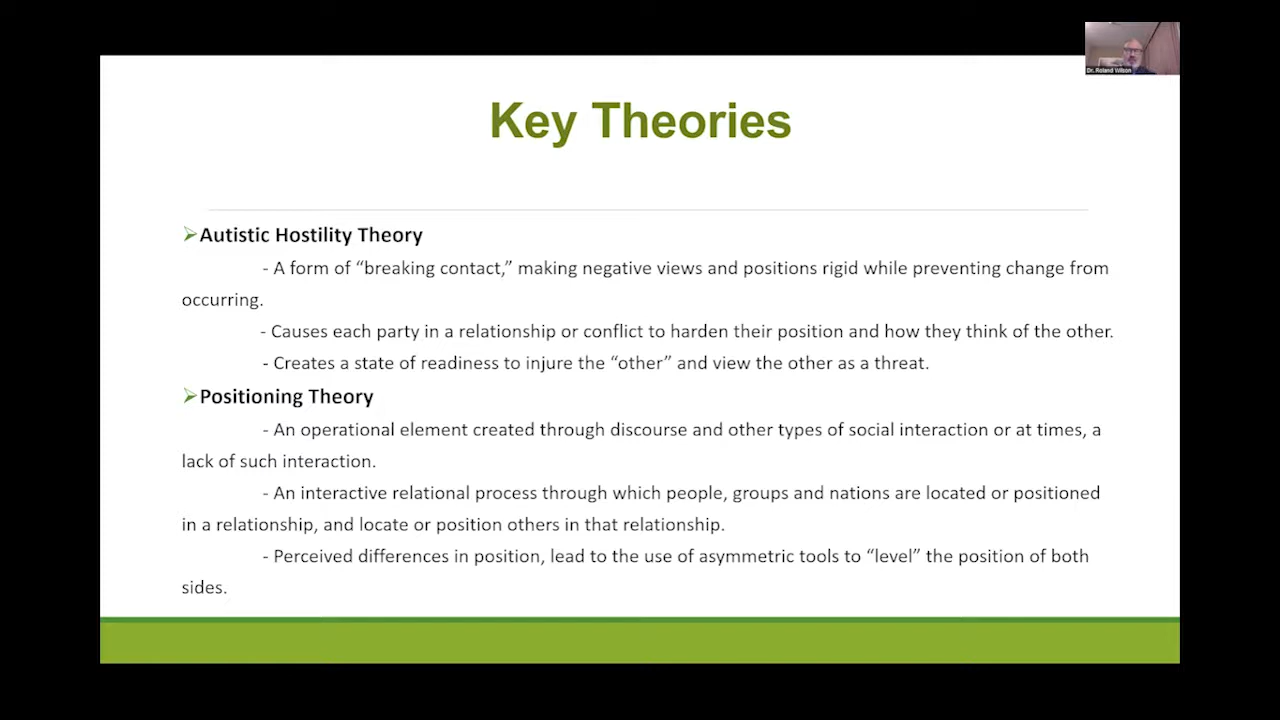 Dr. Roland Wilson
Key Theories
Autistic Hostility Theory
- A form of “breaking contact,” making negative views and positions rigid while preventing change from
occurring.
- Causes each party in a relationship or conflict to harden their position and how they think of the other.
- Creates a state of readiness to injure the “other” and view the other as a threat.
Positioning Theory
- An operational element created through discourse and other types of social interaction or at times, a
lack of such interaction.
- An interactive relational process through which people, groups and nations are located or positioned
in a relationship, and locate or position others in that relationship.
- Perceived differences in position, lead to the use of asymmetric tools to “level” the position of both
sides.